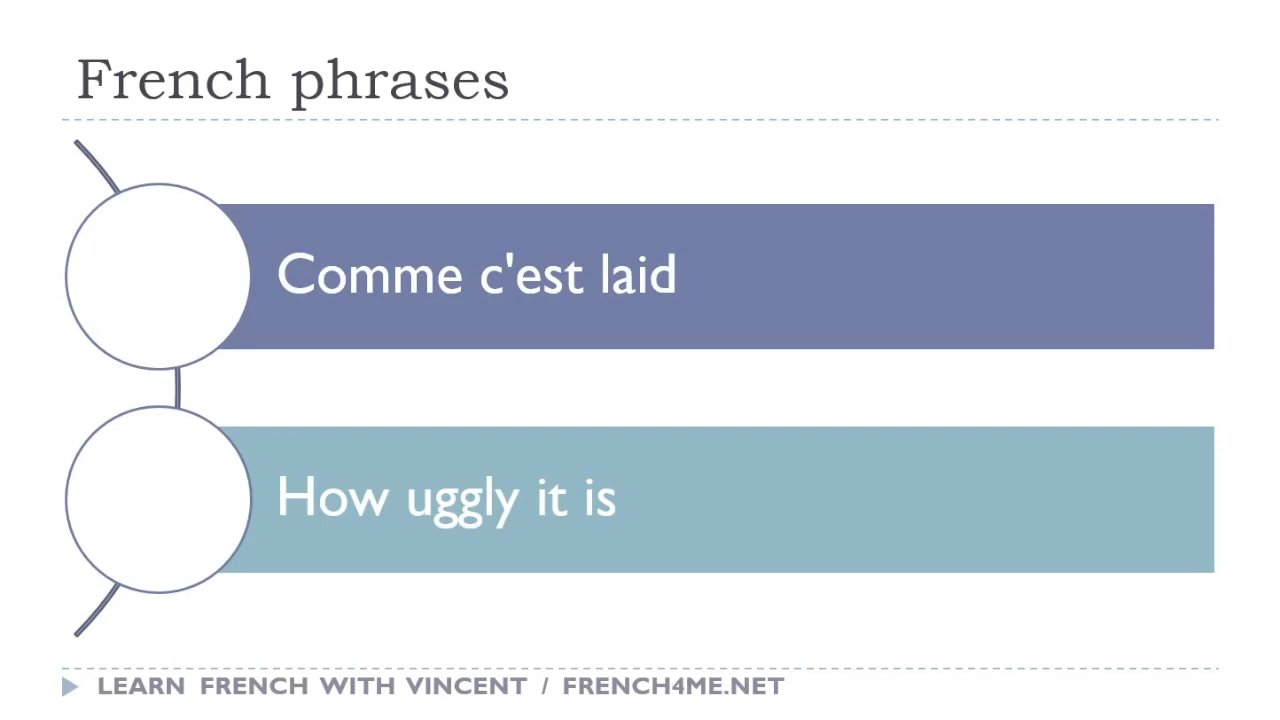 French phrases
Comme c'est laid
How uggly it is
LEARN FRENCH WITH VINCENT / FRENCH4ME.NET